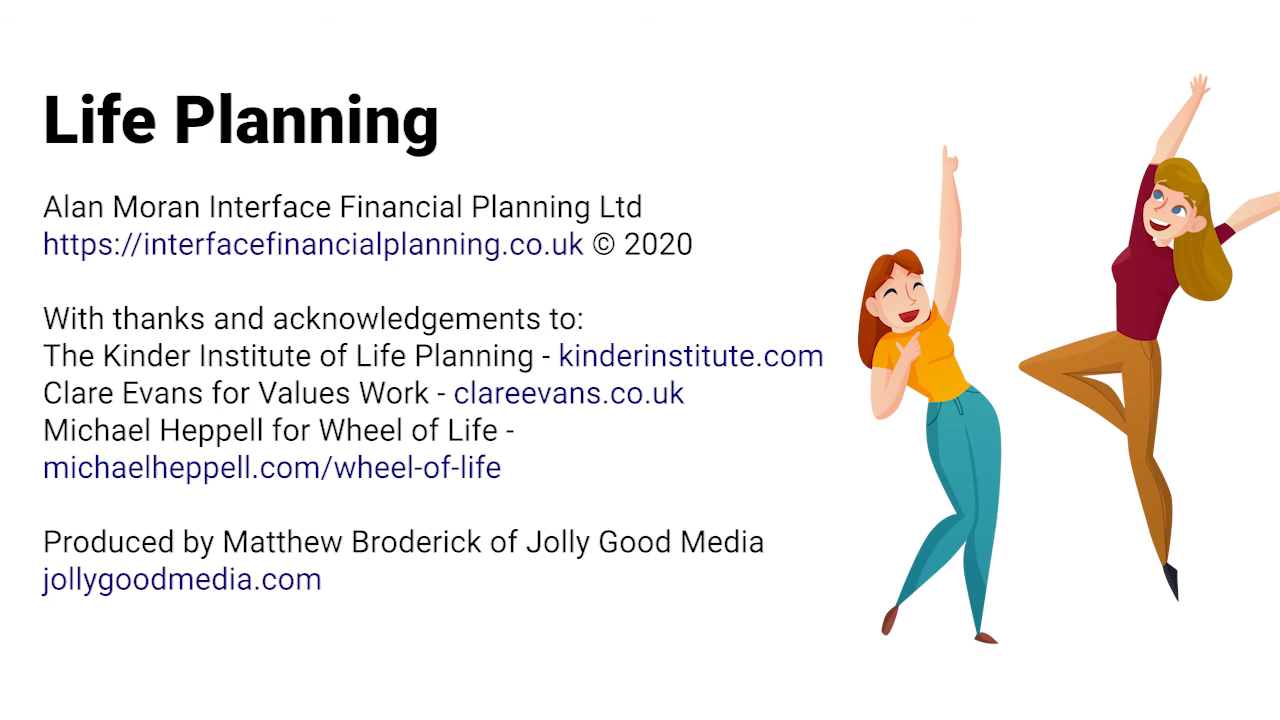 Life Planning
Alan Moran Interface Financial Planning Ltd
https://interfacefinancialplanning.co.uk © 2020
With thanks and acknowledgements to:
The Kinder Institute of Life Planning - kinderinstitute.com
Clare Evans for Values Work - clareevans.co.uk
Michael Heppell for Wheel of Life -
michaelheppell.com/wheel-of-life
Produced by Matthew Broderick of Jolly Good Media
jollygoodmedia.com